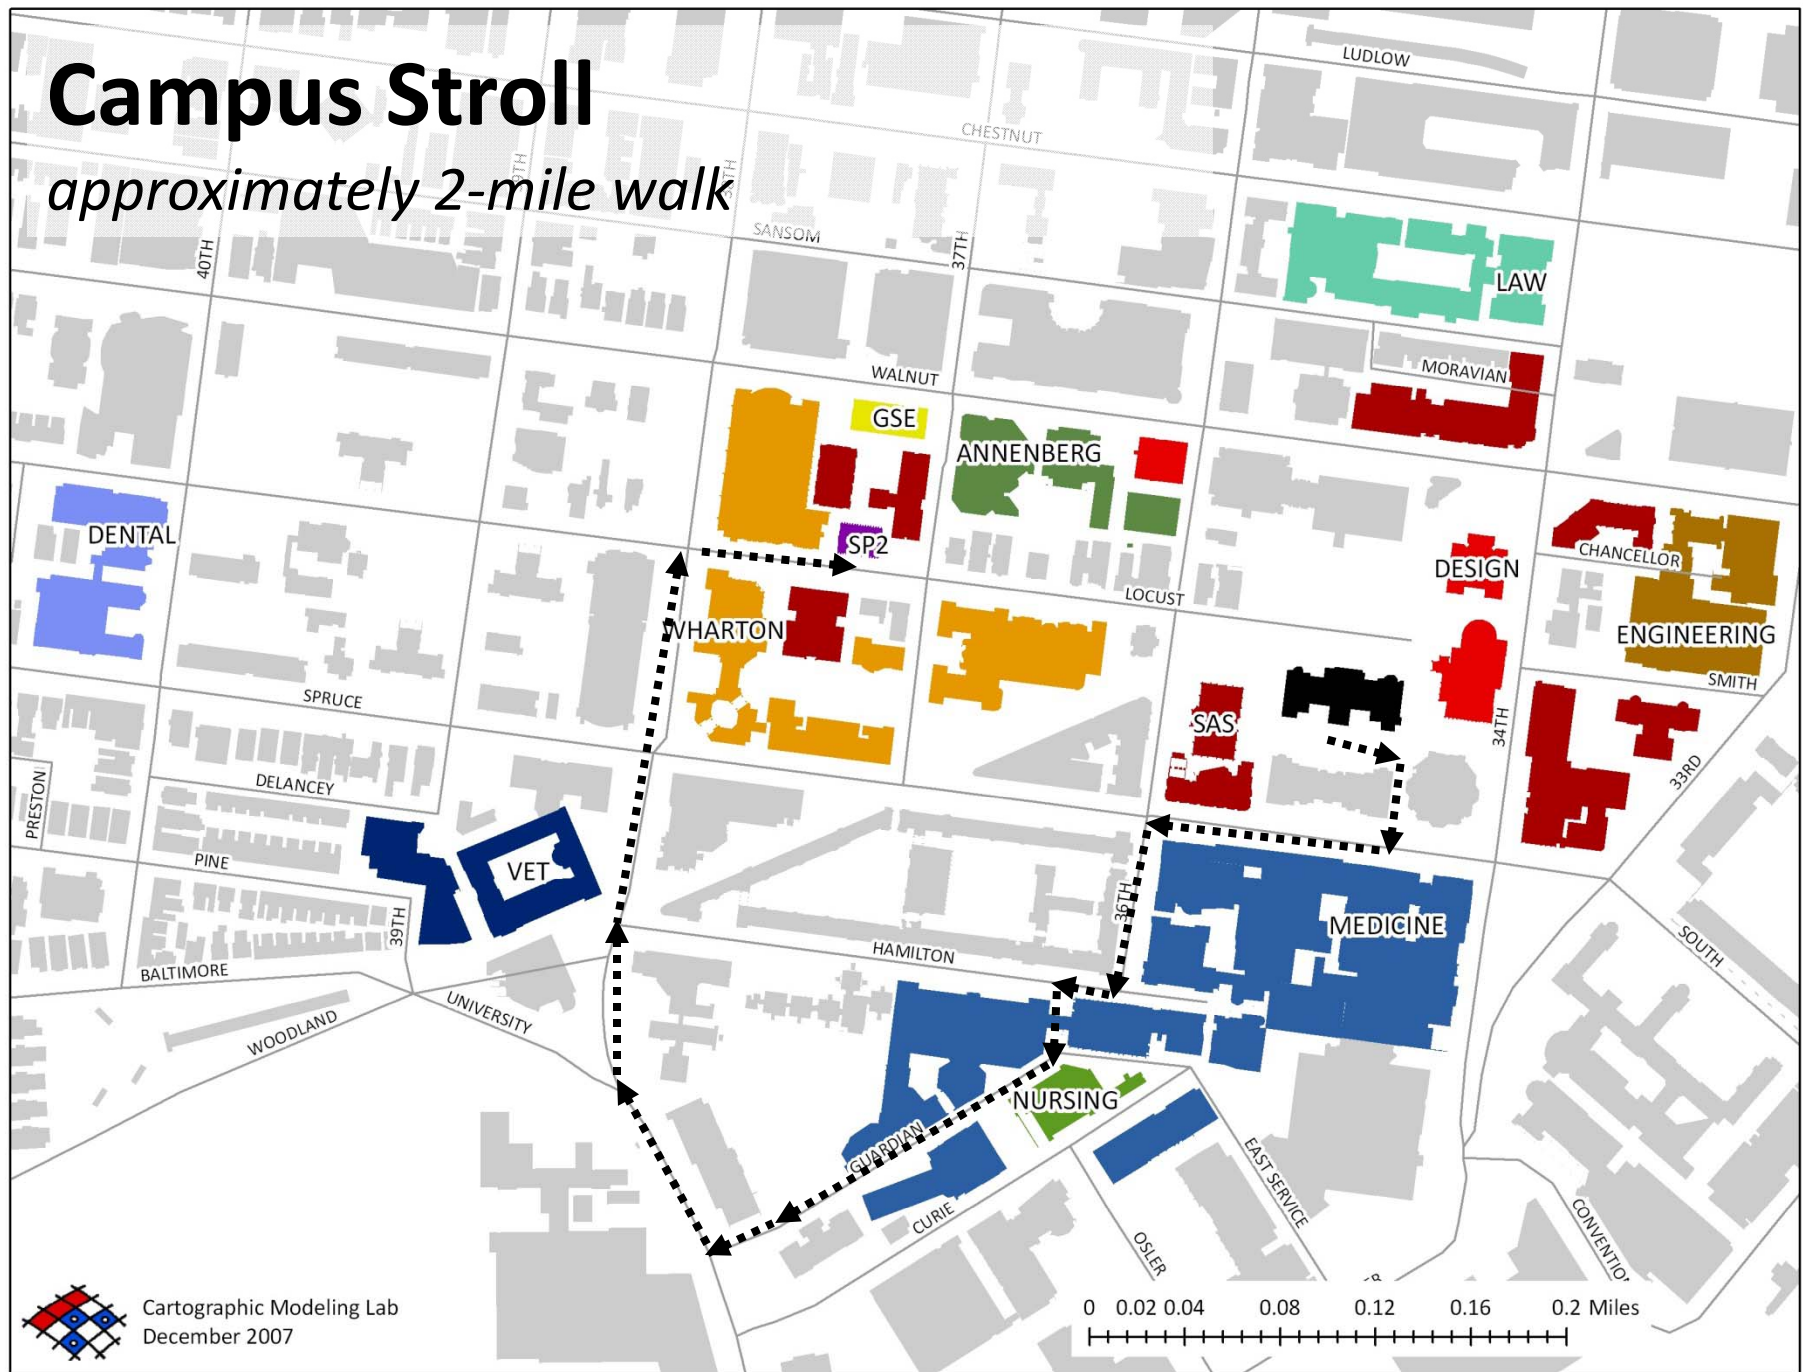 Campus Stroll
approximately 2-mile walk
LUDLOW
CHESTNUT
39TH
38TH
SANSOM
40TH
37TH
LAW
WALNUT
MORAVIAN
GSE
ANNENBERG
DENTAL
SP2
CHANCELLOR
DESIGN
LOCUST
WHARTON
ENGINEERING
SMITH
SPRUCE
SAS
34TH
33RD
DELANCEY
PRESTON
PINE
VET
36TH
MEDICINE
39TH
HAMILTON
SOUTH
BALTIMORE
UNIVERSITY
WOODLAND
NURSING
GUARDIAN
EAST SERVICE
CURIE
OSLER
Cartographic Modeling Lab
December 2007
0 0.02 0.04 0.08 0.12 0.16 0.2 Miles